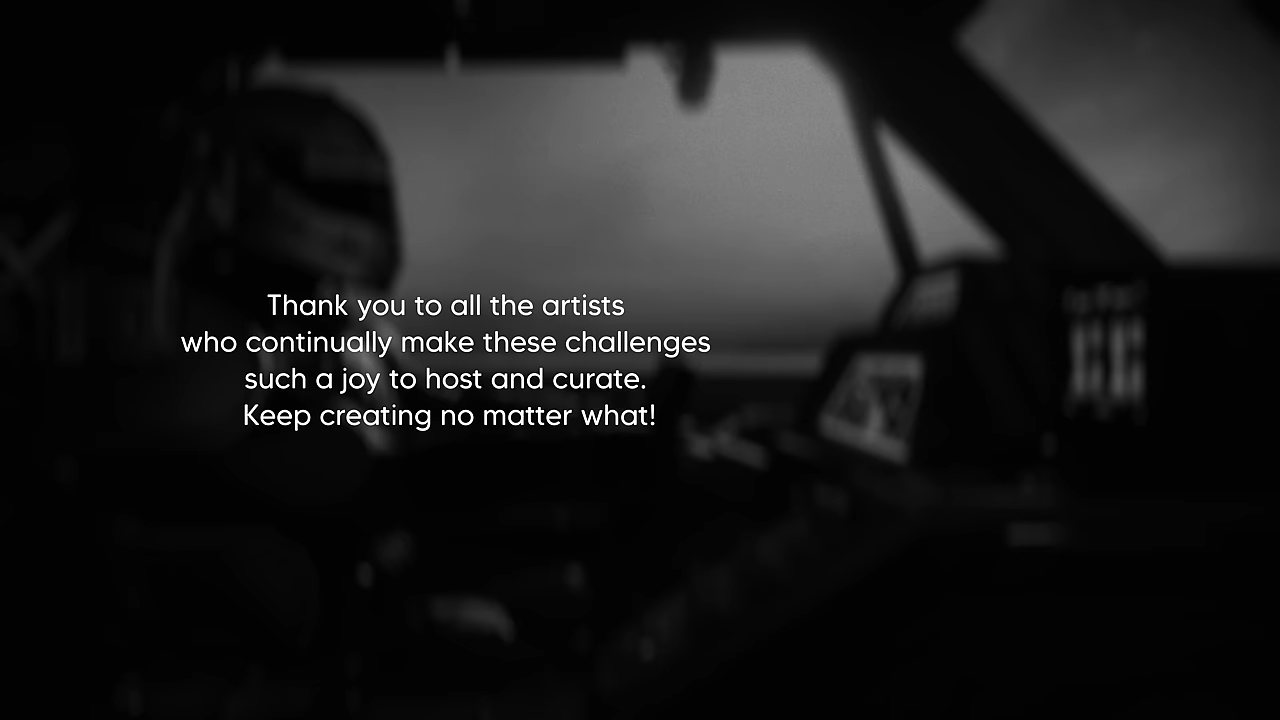 Thank you to all the artists
who continually make these challenges
such a joy to host and curate.
Keep creating no matter what!